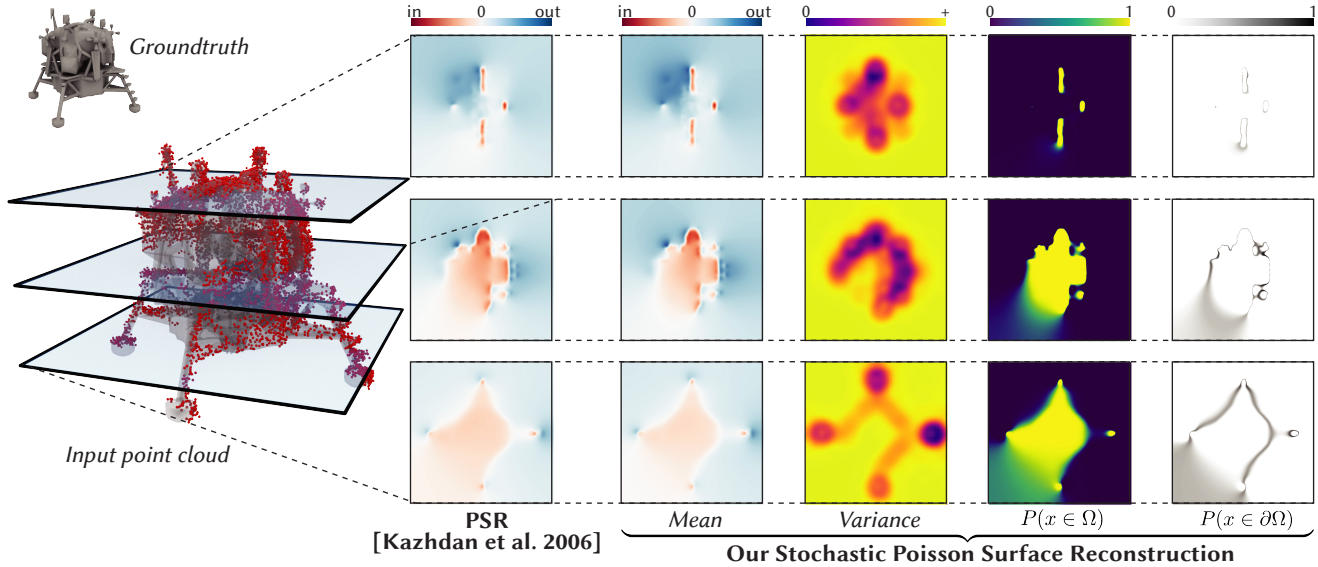 in 0 out
in 0 out
0 +
0 1
0 1
Groundtruth
Input point cloud
PSR
[Kazhdan et al. 2006]
Mean
Variance
P(x ∈ Ω)
P(x ∈ ∂Ω)
Our Stochastic Poisson Surface Reconstruction